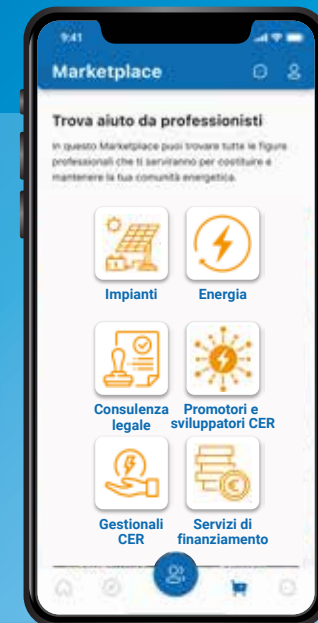 9:41
Marketplace
Trova aiuto da professionisti
In questo Marketplace puoi trovare tutte le figure
professionali che ti serviranno per costituire e
mantenere la tua comunità energetica.
Impianti Energia
Consulenza legale
Promotori e sviluppatori CER
Gestionali CER
Servizi di finanziamento